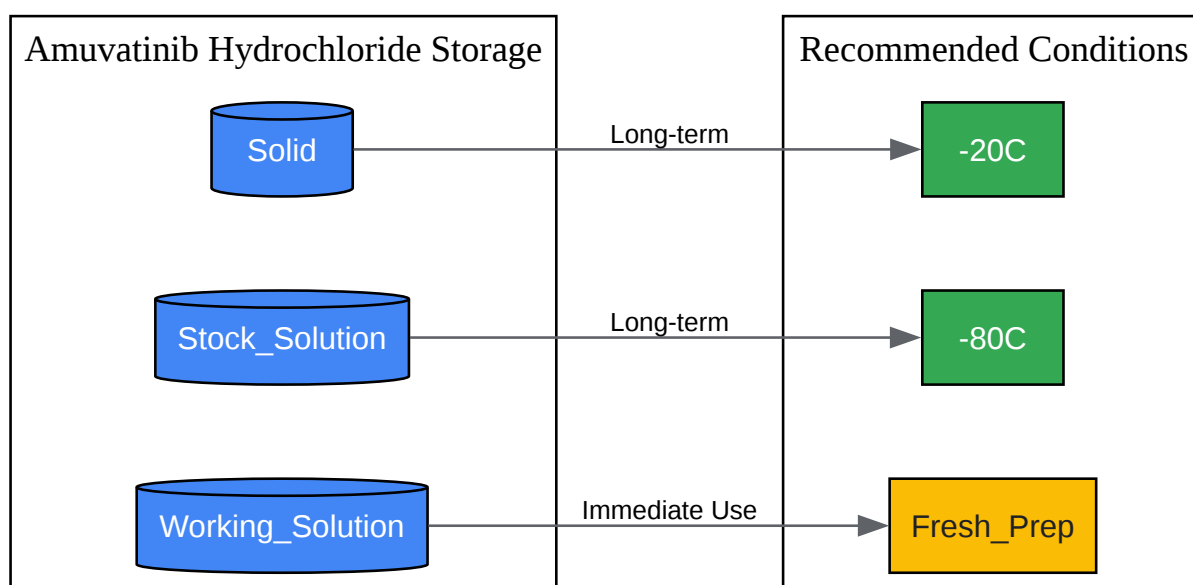 Amuvatinib Hydrochloride Storage
Recommended Conditions
Solid
Long-term
-20C
Stock_Solution
Long-term
-80C
Working_Solution
Immediate Use
Fresh_Prep